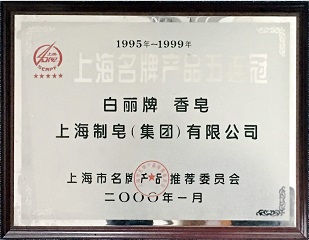 1995年-1999年
上海名牌产品五连冠
白丽牌 香皂
上海制皂(集团)有限公司
上海市名牌产品推荐委员会
二〇〇〇年一月